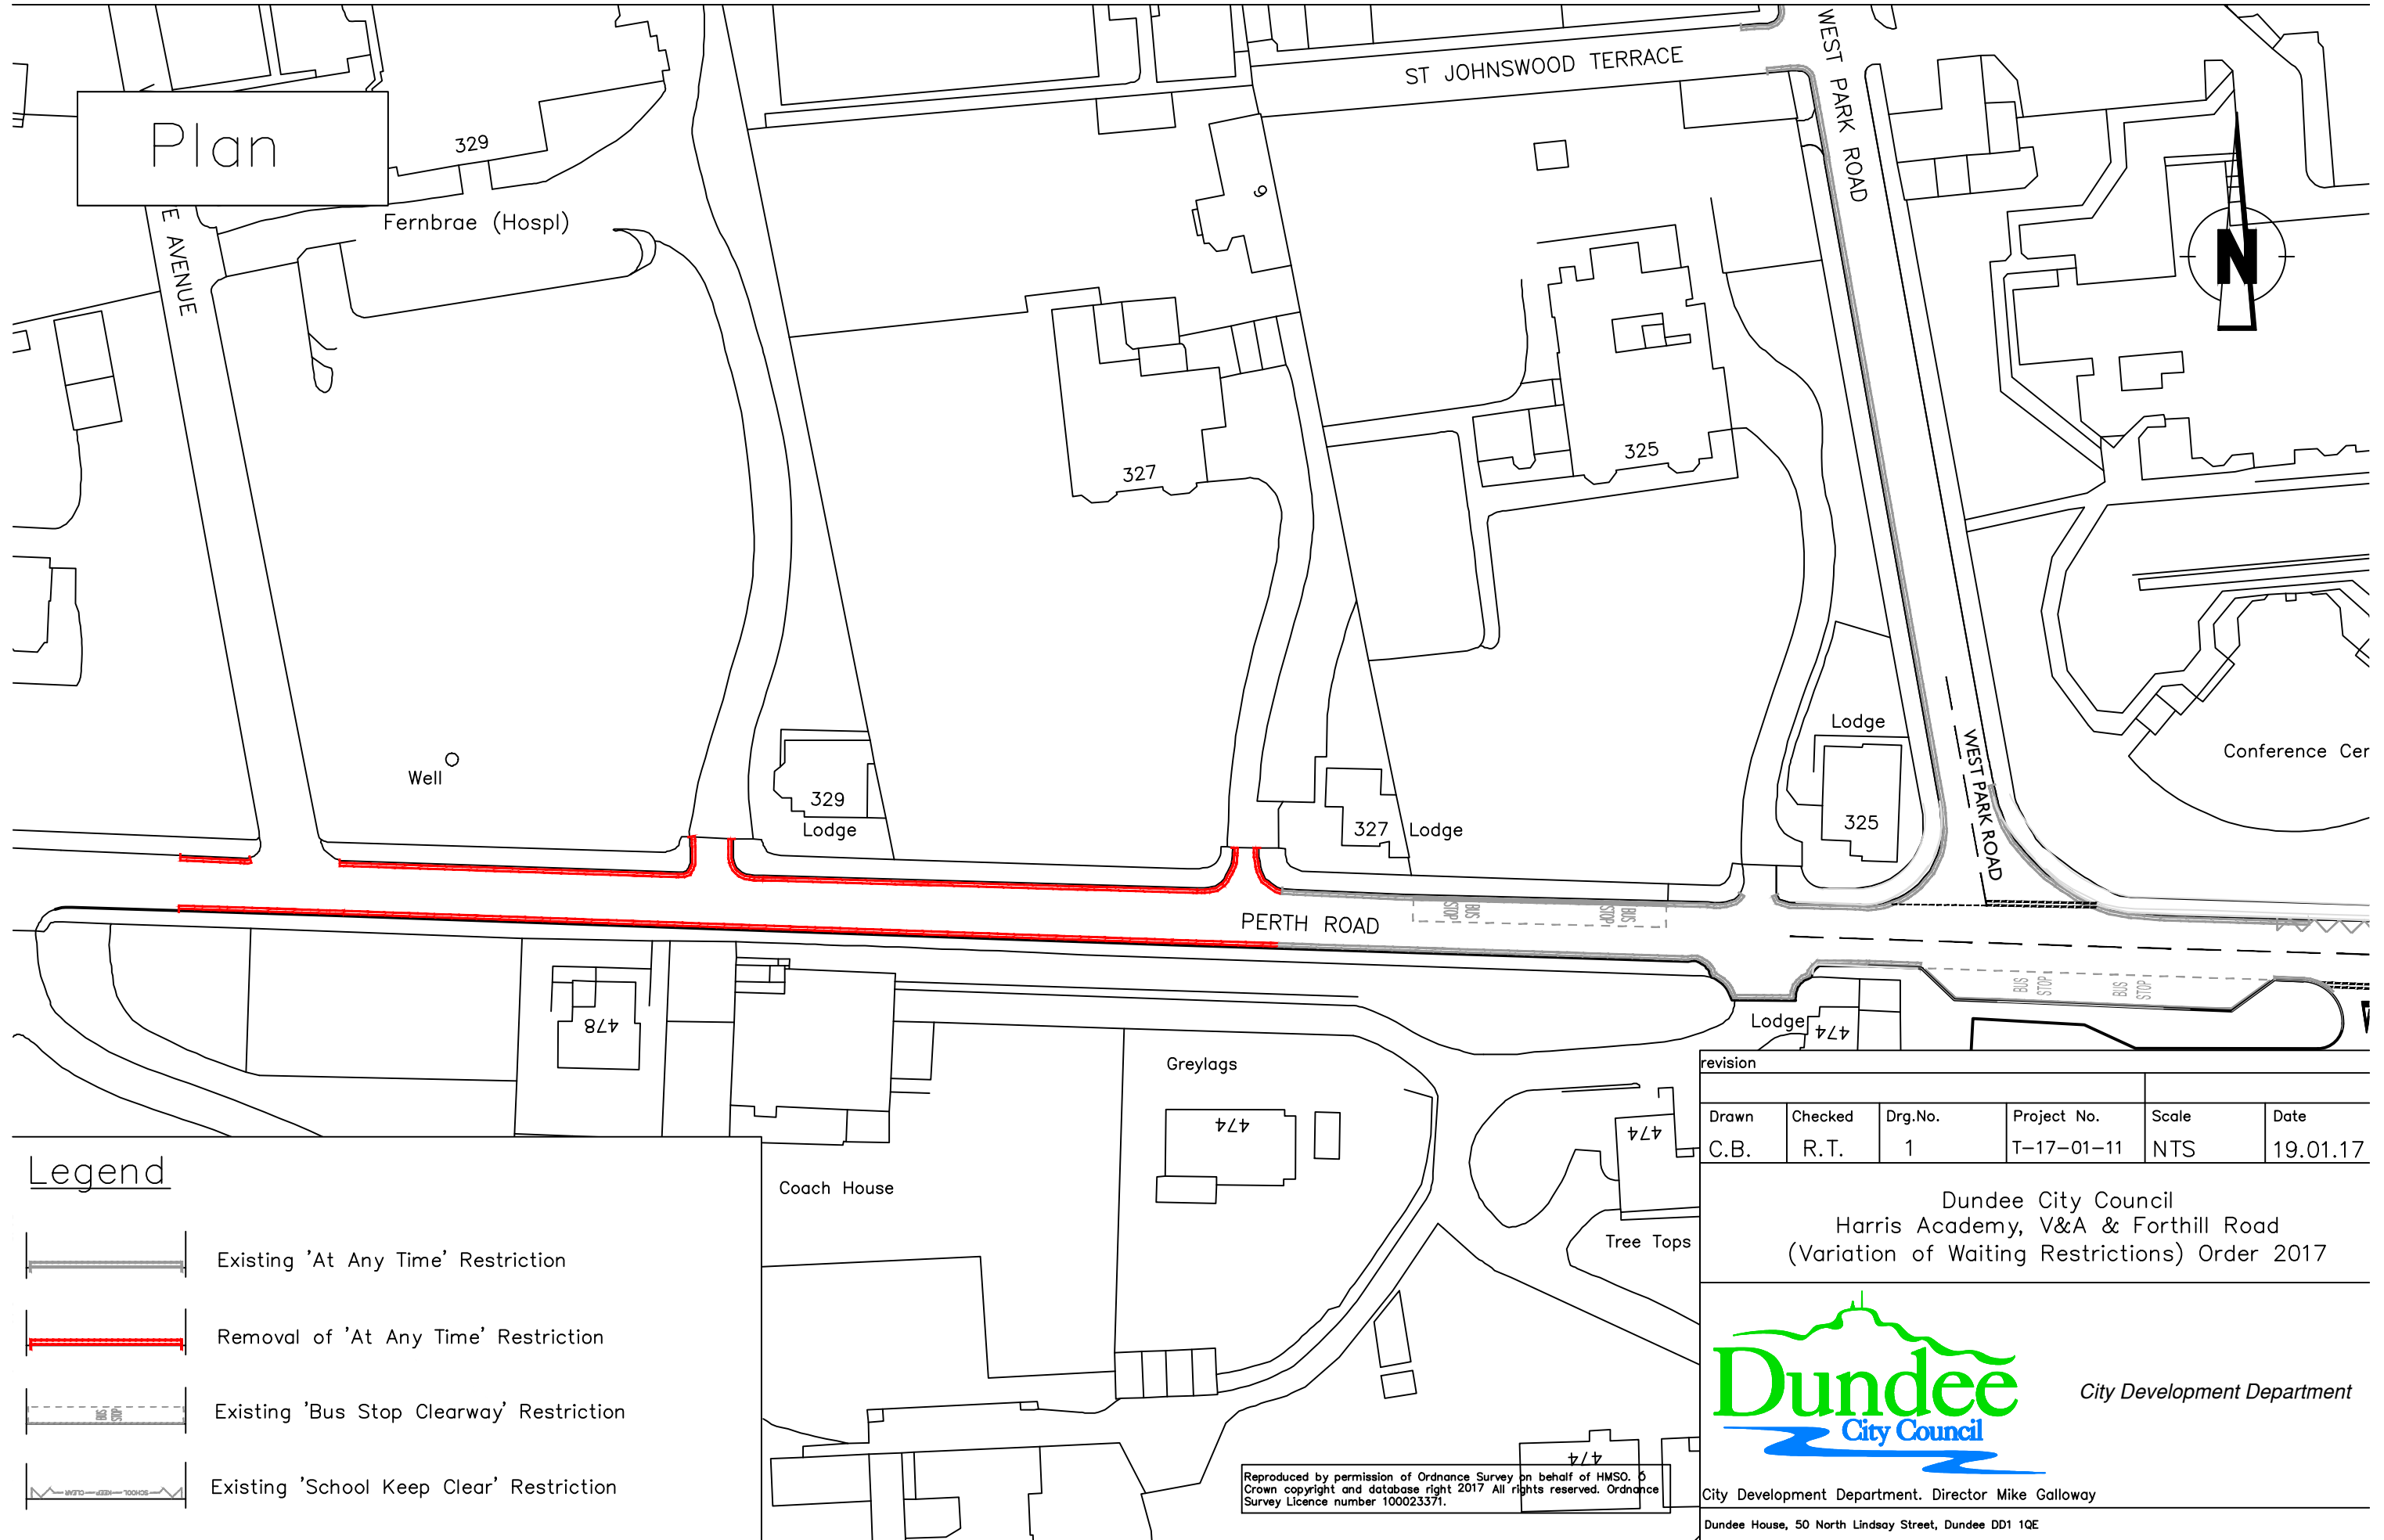 Plan
ST JOHNSWOOD TERRACE
WEST PARK ROAD
329
Fernbrae (Hospl)
AVENUE
9
N
327
325
Well
329
Lodge
327 Lodge
Lodge
325
WEST PARK ROAD
Conference Cer
BUS STOP
BUS STOP
PERTH ROAD
BUS STOP
BUS STOP
478
Lodge
474
Greylags
474
474
Coach House
Tree Tops
474
Legend
Existing 'At Any Time' Restriction
Removal of 'At Any Time' Restriction
BUS STOP
Existing 'Bus Stop Clearway' Restriction
SCHOOL KEEP CLEAR
Existing 'School Keep Clear' Restriction
Reproduced by permission of Ordnance Survey on behalf of HMSO. ó
Crown copyright and database right 2017 All rights reserved. Ordnance
Survey Licence number 100023371.
revision
Drawn Checked Drg.No. Project No. Scale Date
C.B. R.T. 1 T-17-01-11 NTS 19.01.17
Dundee City Council
Harris Academy, V&A & Forthill Road
(Variation of Waiting Restrictions) Order 2017
Dundee
City Council
City Development Department
City Development Department. Director Mike Galloway
Dundee House, 50 North Lindsay Street, Dundee DD1 1QE